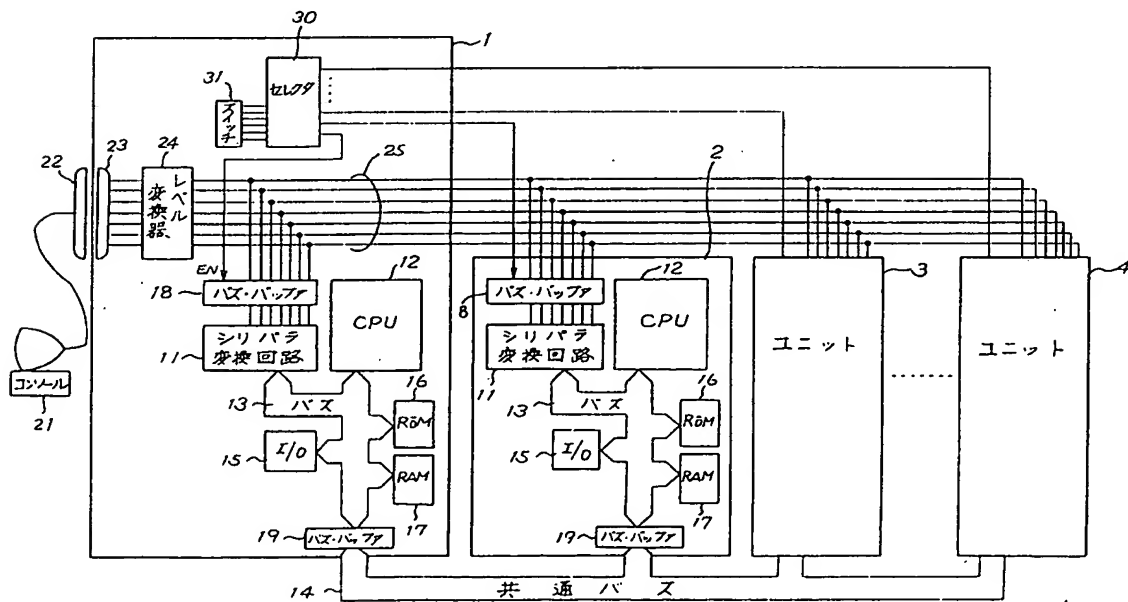 30
1
31
セレクタ
スイッチ
22
23
24
レベル
変換器
25
2
EN
18
バス・バッファ
12
CPU
シリパラ
変換回路
11
13
バス
16
ROM
15
I/O
RAM
17
19
バス・バッファ
コンソール
21
8
バス・バッファ
12
CPU
シリパラ
変換回路
11
13
バス
16
ROM
15
I/O
RAM
17
19
バス・バッファ
3
ユニット
4
ユニット
14
共通バス